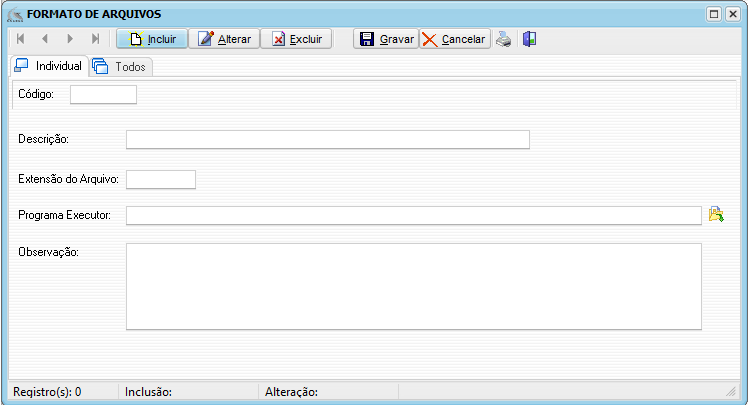 FORMATO DE ARQUIVOS
Incluir Alterar Excluir Gravar Cancelar
Individual Todos
Código:
Descrição:
Extensão do Arquivo:
Programa Executor:
Observação:
Registro(s): 0 Inclusão: Alteração: